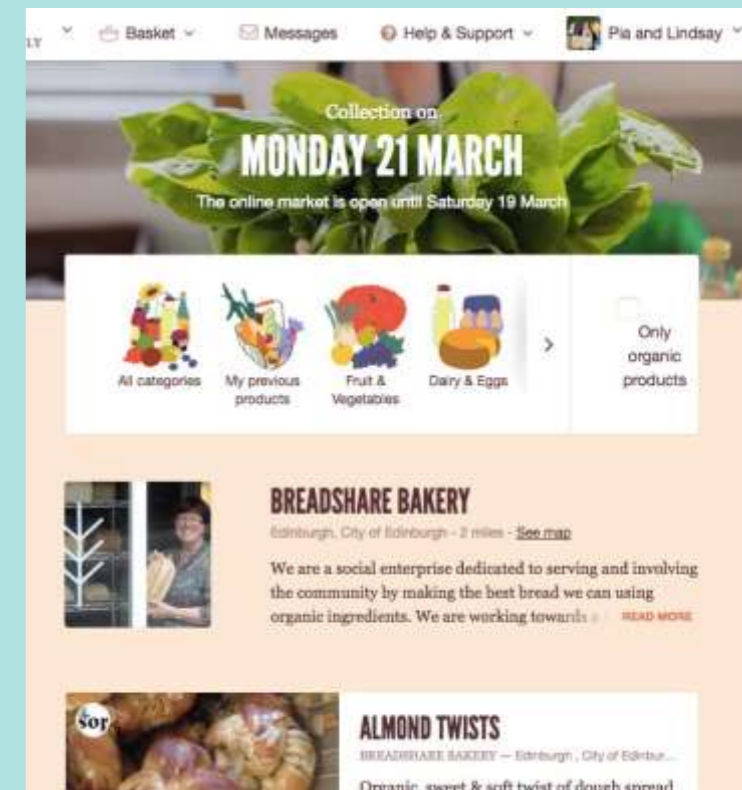 LY
Basket
Messages
Help & Support
Pia and Lindsay
Collection on
MONDAY 21 MARCH
The online market is open until Saturday 19 March
All categories
My previous
products
Fruit &
Vegetables
Dairy & Eggs
Only
organic
products
BREADSHARE BAKERY
Edinburgh, City of Edinburgh - 2 miles - See map
We are a social enterprise dedicated to serving and involving
the community by making the best bread we can using
organic ingredients. We are working towards a READ MORE
sop
ALMOND TWISTS
BREADSHARE BAKERY — Edinburgh , City of Edinbur...
Organic, sweet & soft twist of dough spread